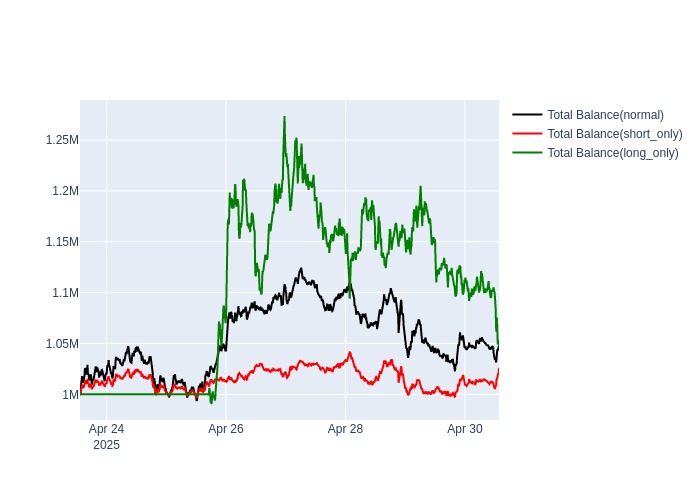 Total Balance(normal)
Total Balance(short_only)
Total Balance(long_only)
1.25M
1.2M
1.15M
1.1M
1.05M
1M
Apr 24
2025
Apr 26
Apr 28
Apr 30